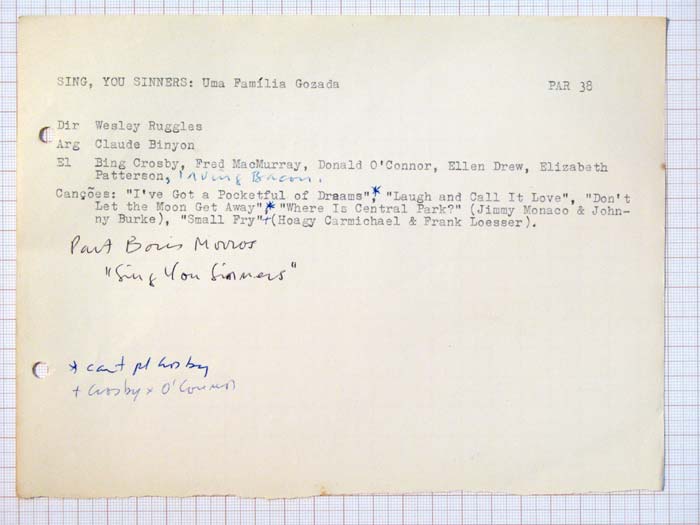 SING, YOU SINNERS: Uma Família Gozada PAR 38
Dir Wesley Ruggles
Arg Claude Binyon
El Bing Crosby, Fred MacMurray, Donald O'Connor, Ellen Drew, Elizabeth
Patterson, Irving Bacon.
Canções: "I've Got a Pocketful of Dreams",* "Laugh and Call It Love", "Don't
Let the Moon Get Away",* "Where Is Central Park?" (Jimmy Monaco & John-
ny Burke), "Small Fry"+(Hoagy Carmichael & Frank Loesser).
Part Boris Morros
"Sing You Sinners"
* cant pl Crosby
+ Crosby x O'Connor